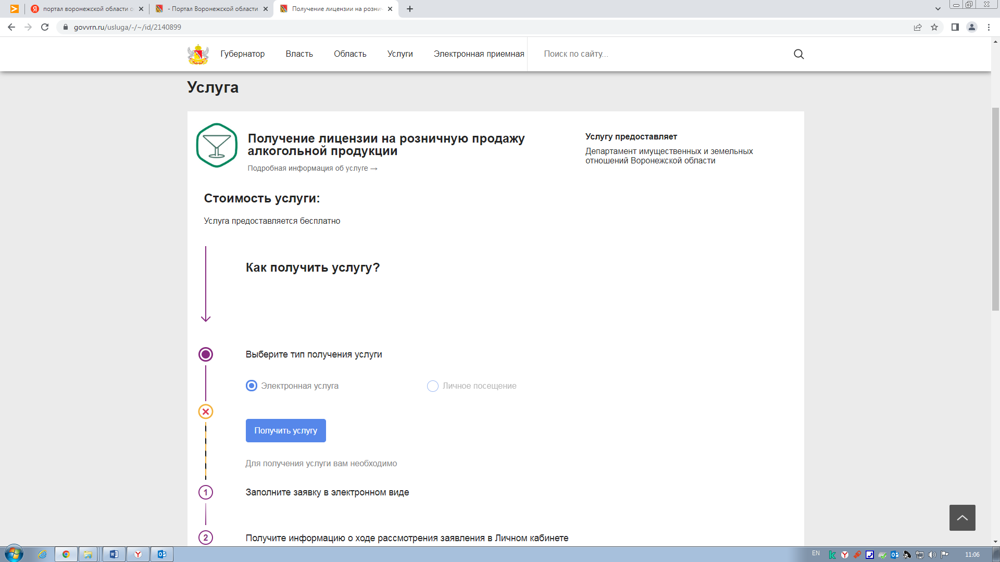 портал воронежской области о
- Портал Воронежской области
Получение лицензии на рознич
govvrn.ru/usluga/-/~/id/2140899
Губернатор
Власть
Область
Услуги
Электронная приемная
Поиск по сайту...
Услуга
Получение лицензии на розничную продажу
алкогольной продукции
Подробная информация об услуге →
Услугу предоставляет
Департамент имущественных и земельных
отношений Воронежской области
Стоимость услуги:
Услуга предоставляется бесплатно
Как получить услугу?
Выберите тип получения услуги
Электронная услуга
Личное посещение
Получить услугу
Для получения услуги вам необходимо
1
Заполните заявку в электронном виде
2
Получите информацию о ходе рассмотрения заявления в Личном кабинете
EN
11:06